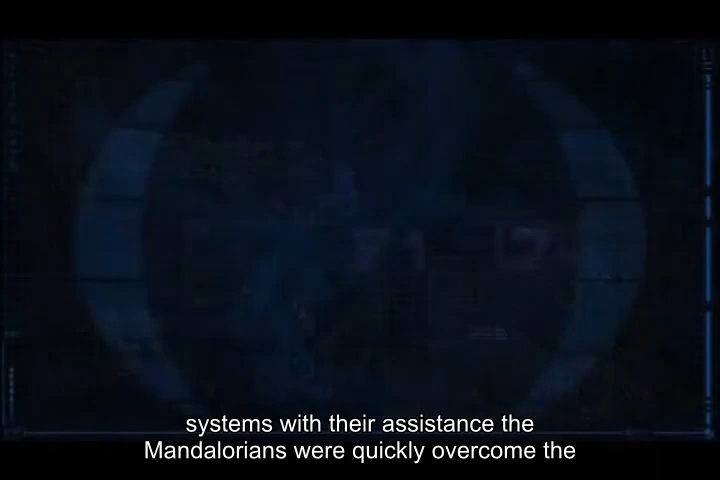 systems with their assistance the
Mandalorians were quickly overcome the